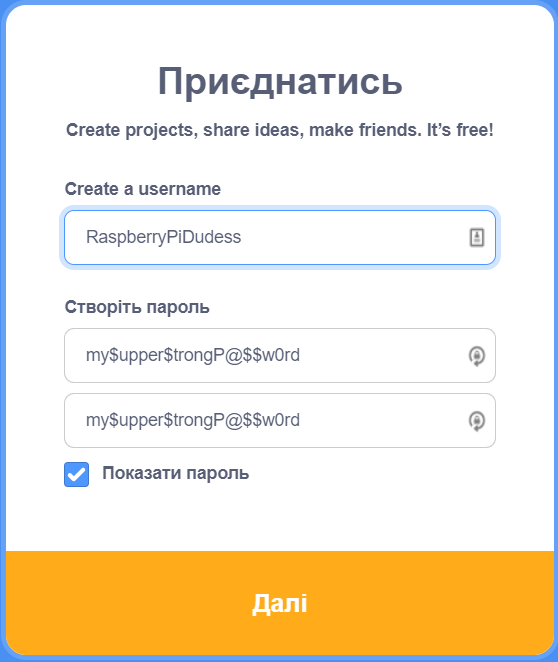 Приєднатись
Create projects, share ideas, make friends. It’s free!
Create a username
RaspberryPiDudess
Створіть пароль
my$upper$trongP@$$w0rd
my$upper$trongP@$$w0rd
Показати пароль
Далі